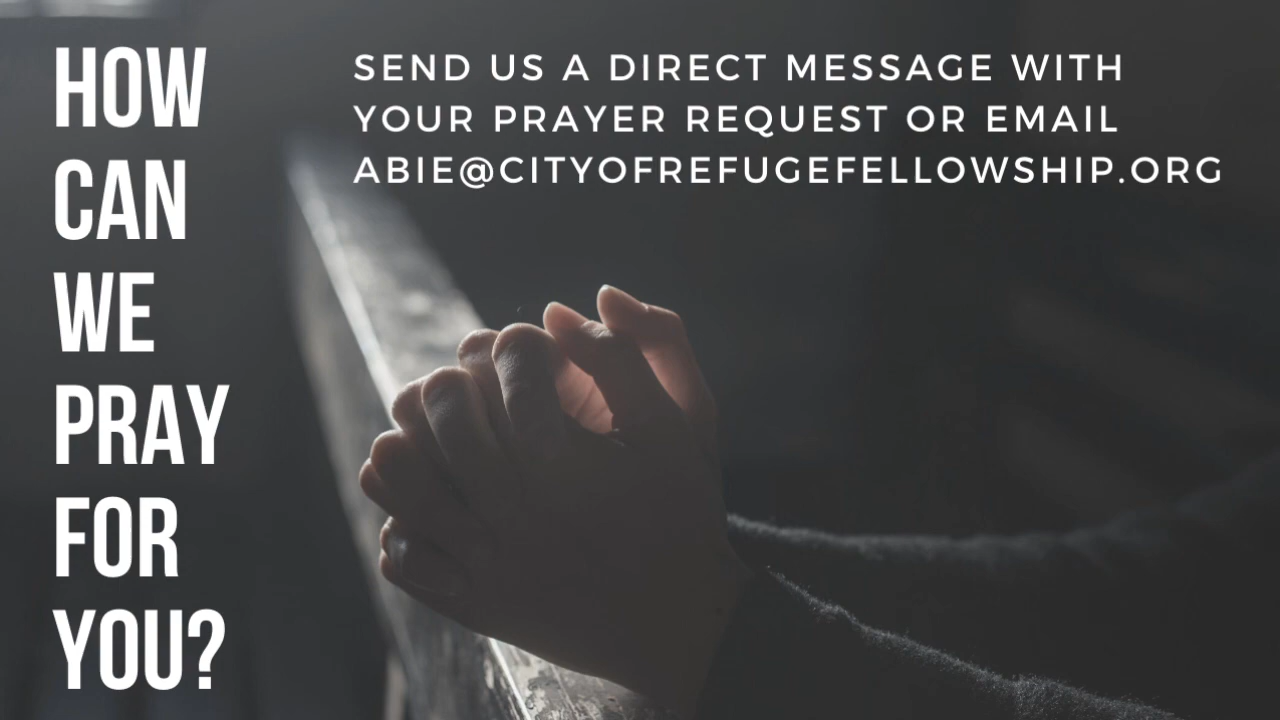 HOW
CAN
WE
PRAY
FOR
YOU?
SEND US A DIRECT MESSAGE WITH
YOUR PRAYER REQUEST OR EMAIL
ABIE@CITYOFREFUGEFELLOWSHIP.ORG